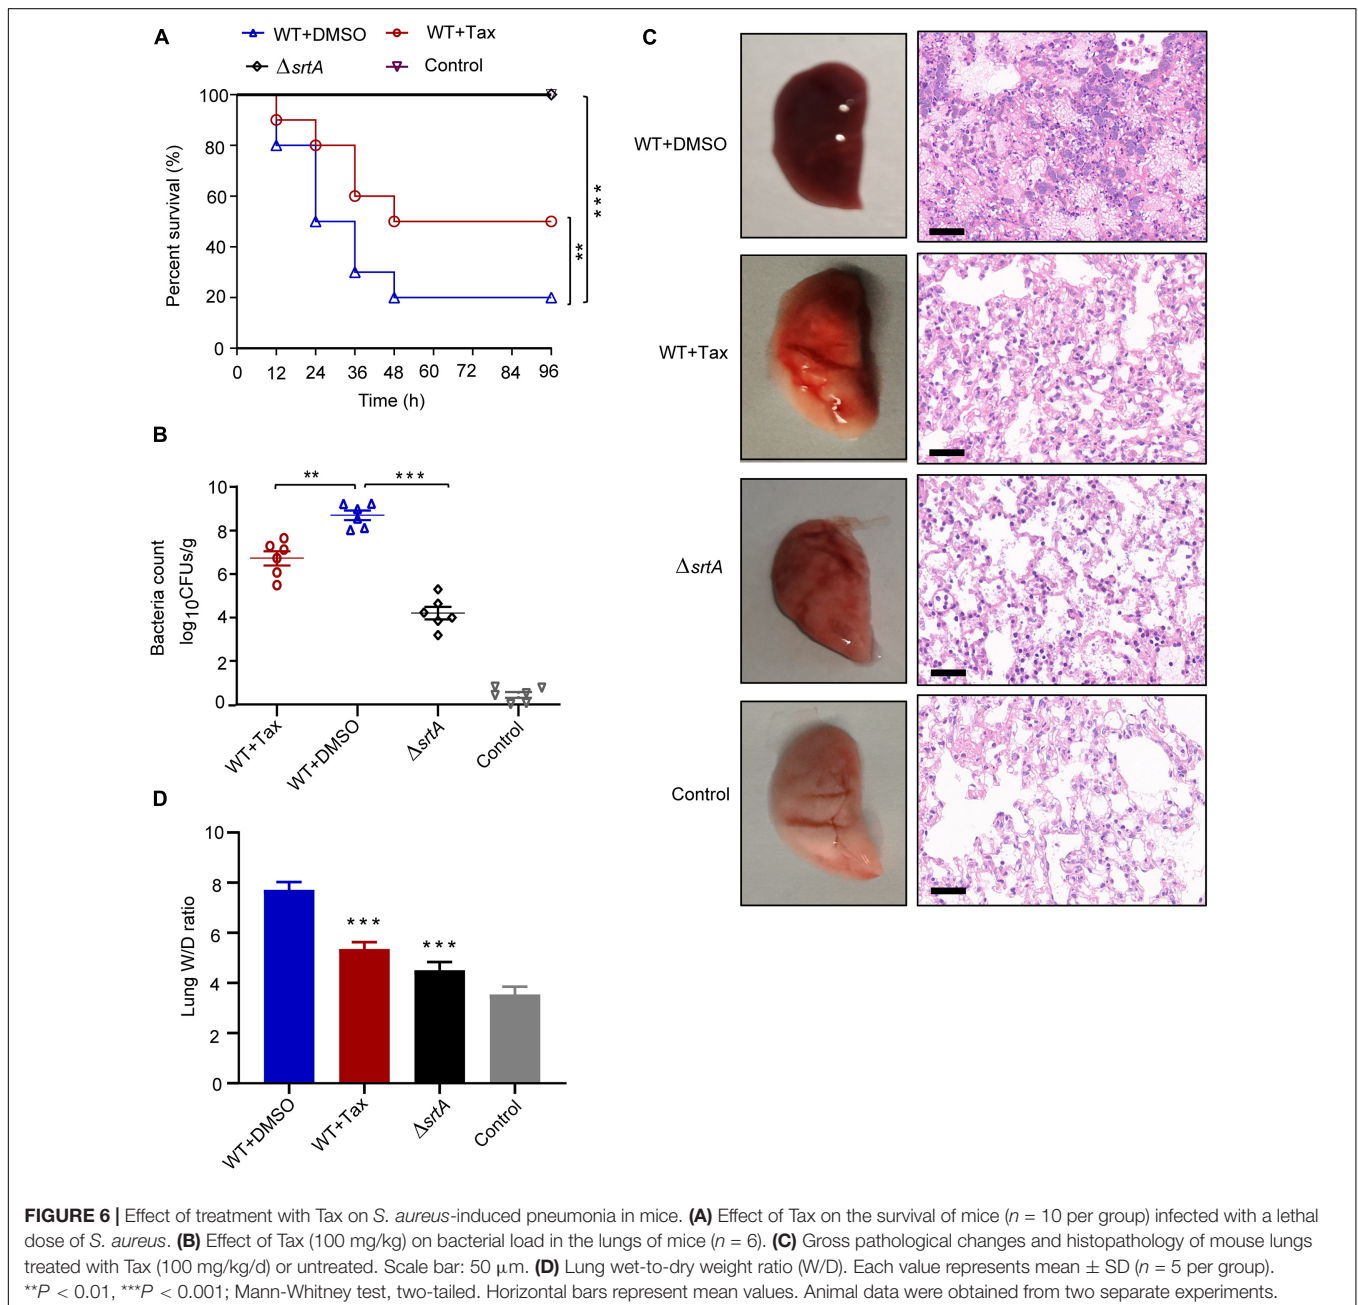 A
WT+DMSO WT+Tax
ΔsrtA Control
100
80
60
40
20
0
Percent survival (%)
***
**
0 12 24 36 48 60 72 84 96
Time (h)
B
** ***
10
8
6
4
2
0
Bacteria count
log10CFUs/g
WT+Tax WT+DMSO ΔsrtA Control
D
10
8
6
4
2
0
Lung W/D ratio
***
***
WT+DMSO WT+Tax ΔsrtA Control
C
WT+DMSO
WT+Tax
ΔsrtA
Control
FIGURE 6 | Effect of treatment with Tax on S. aureus-induced pneumonia in mice. (A) Effect of Tax on the survival of mice (n = 10 per group) infected with a lethal
dose of S. aureus. (B) Effect of Tax (100 mg/kg) on bacterial load in the lungs of mice (n = 6). (C) Gross pathological changes and histopathology of mouse lungs
treated with Tax (100 mg/kg/d) or untreated. Scale bar: 50 μm. (D) Lung wet-to-dry weight ratio (W/D). Each value represents mean ± SD (n = 5 per group).
**P < 0.01, ***P < 0.001; Mann-Whitney test, two-tailed. Horizontal bars represent mean values. Animal data were obtained from two separate experiments.